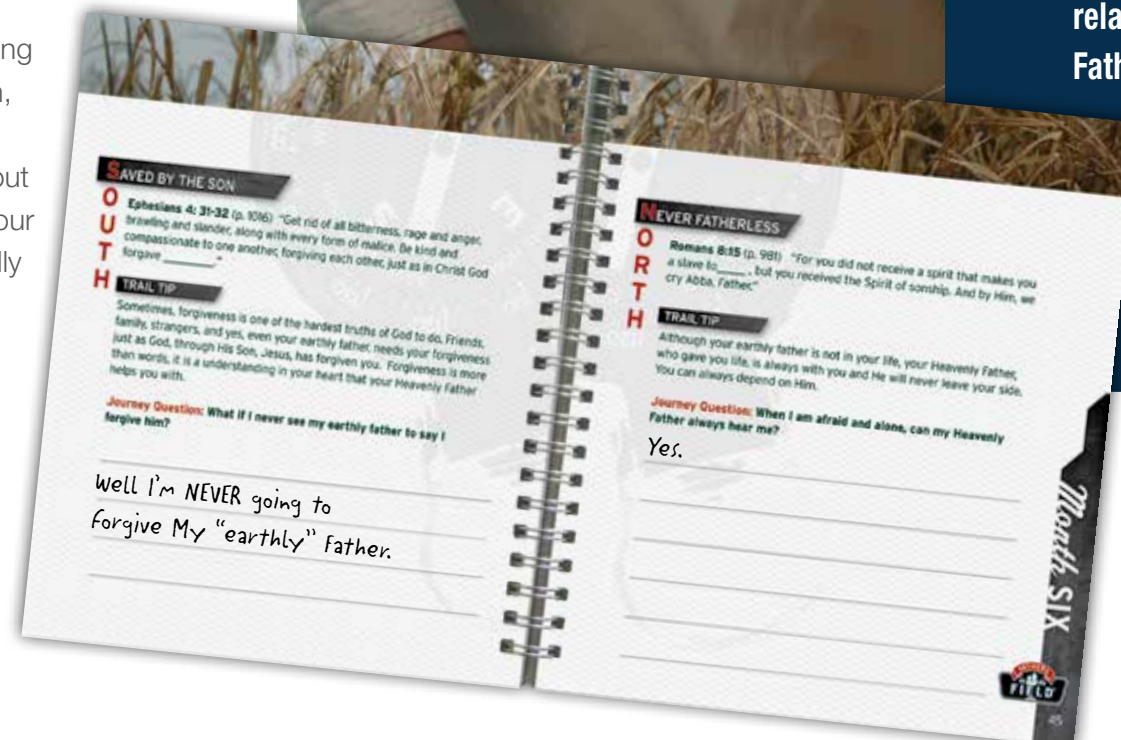 ing
out
our
lly
rela
Fath
SAVED BY THE SON
SOUTH
Ephesians 4: 31-32 (p. 1016) "Get rid of all bitterness, rage and anger,
brawling and slander, along with every form of malice. Be kind and
compassionate to one another, forgiving each other, just as in Christ God
forgave _______."
TRAIL TIP
Sometimes, forgiveness is one of the hardest truths of God to do. Friends,
family, strangers, and yes, even your earthly father, needs your forgiveness
just as God, through His Son, Jesus, has forgiven you. Forgiveness is more
than words, it is a understanding in your heart that your Heavenly Father
helps you with.
Journey Question: What if I never see my earthly father to say I
forgive him?
Well I'm NEVER going to
Forgive My "earthly" Father.
NEVER FATHERLESS
NORTH
Romans 8:15 (p. 981) "For you did not receive a spirit that makes you
a slave to_____, but you received the Spirit of sonship. And by Him, we
cry Abba, Father."
TRAIL TIP
Although your earthly father is not in your life, your Heavenly Father,
who gave you life, is always with you and He will never leave your side.
You can always depend on Him.
Journey Question: When I am afraid and alone, can my Heavenly
Father always hear me?
Yes.
Month SIX
FIELD
45